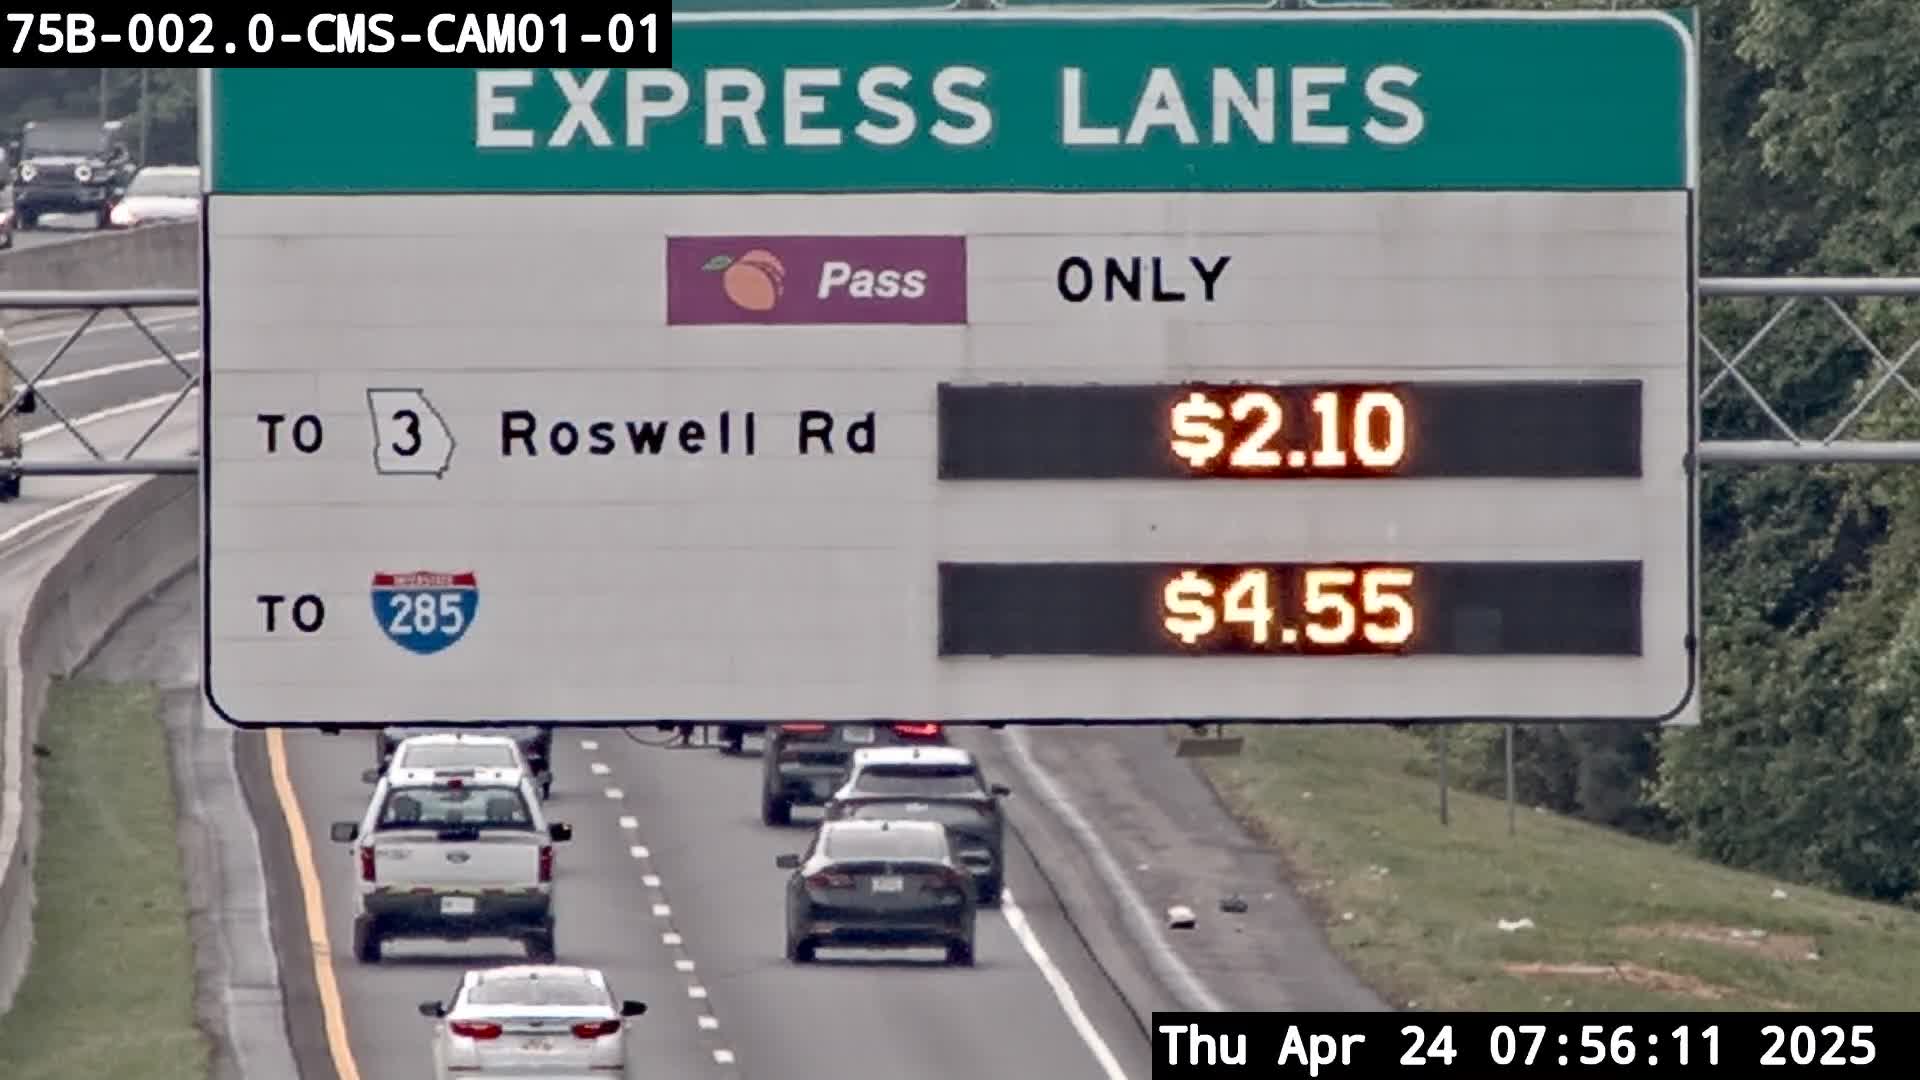 75B-002.0-CMS-CAM01-01
EXPRESS LANES
Pass ONLY
TO 3 Roswell Rd $2.10
TO INTERSTATE 285 $4.55
Thu Apr 24 07:56:11 2025